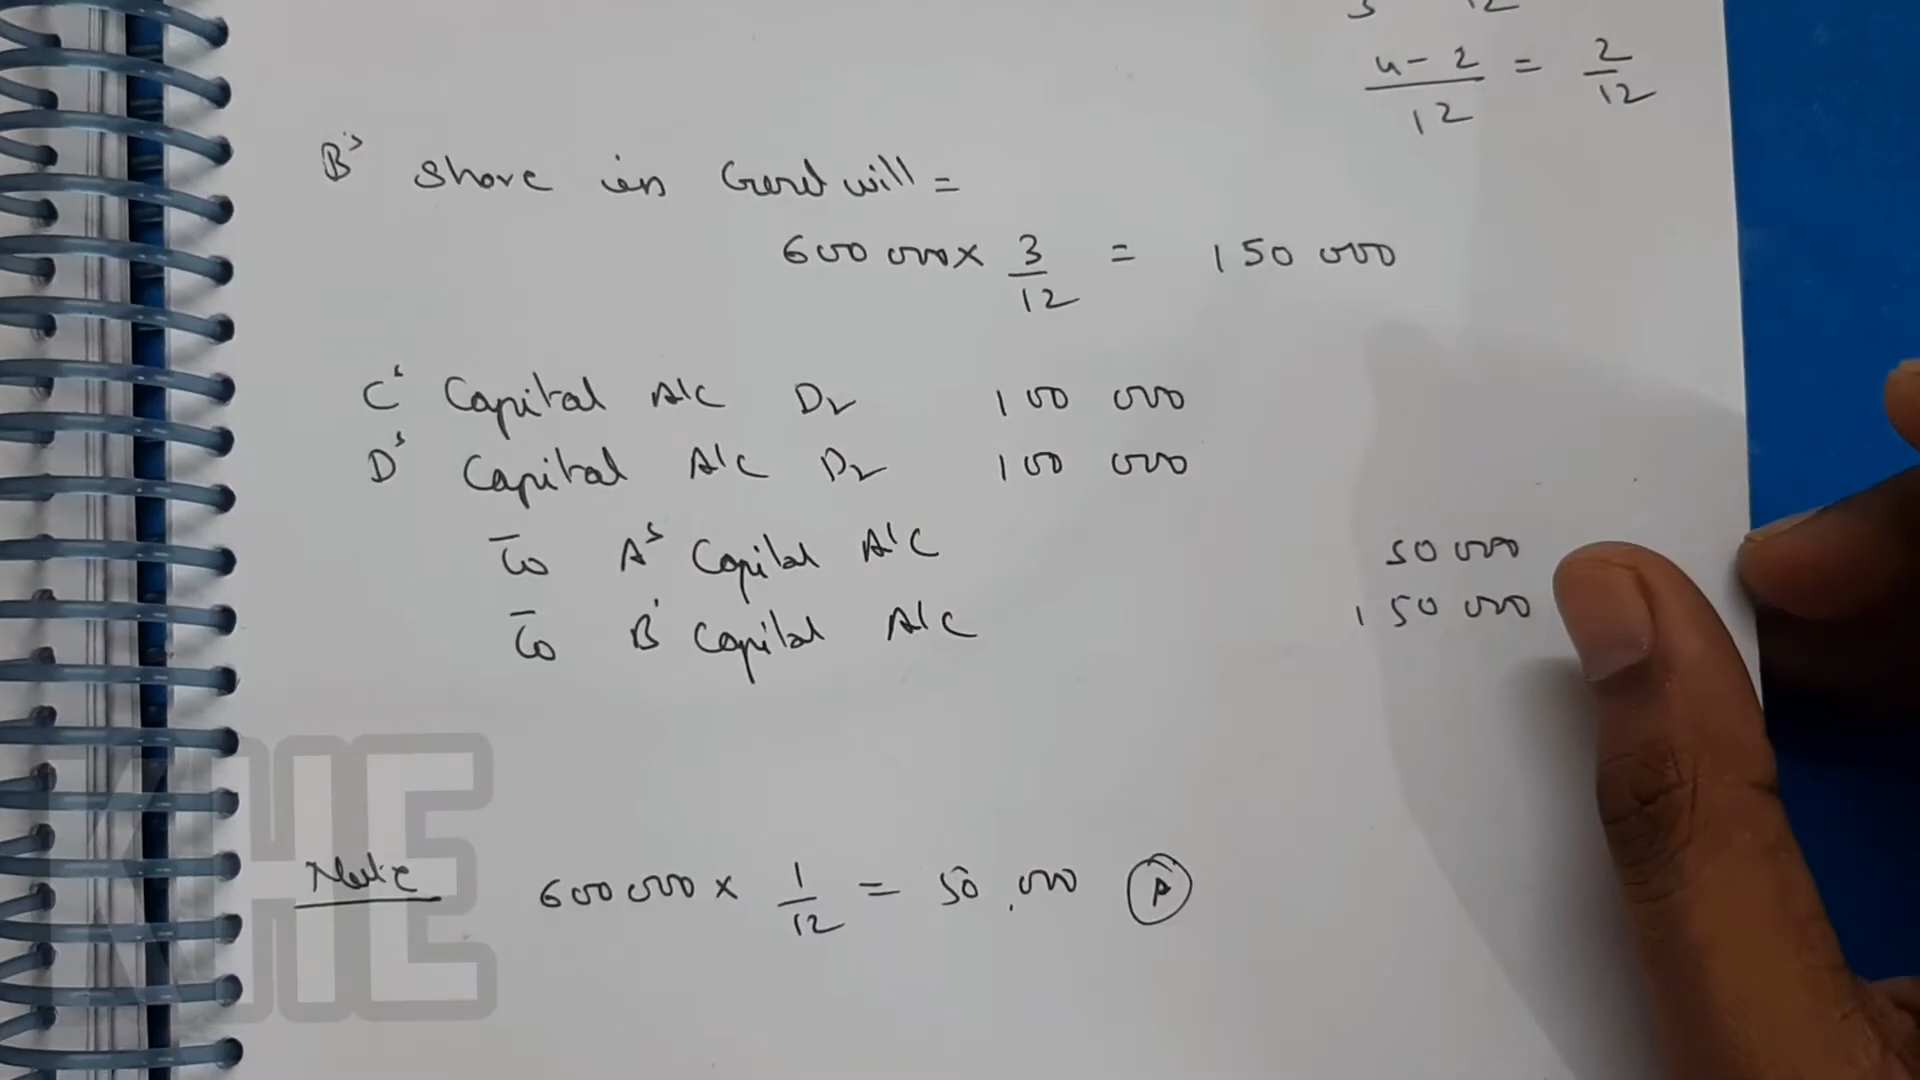 4-2/12 = 2/12
B's share in Goodwill =
600 000 x 3/12 = 150 000
C's Capital A/C Dr 100 000
D's Capital A/C Dr 100 000
To A's Capital A/C 50 000
To B' Capital A/C 150 000
Note 600 000 x 1/12 = 50,000 A
KHE